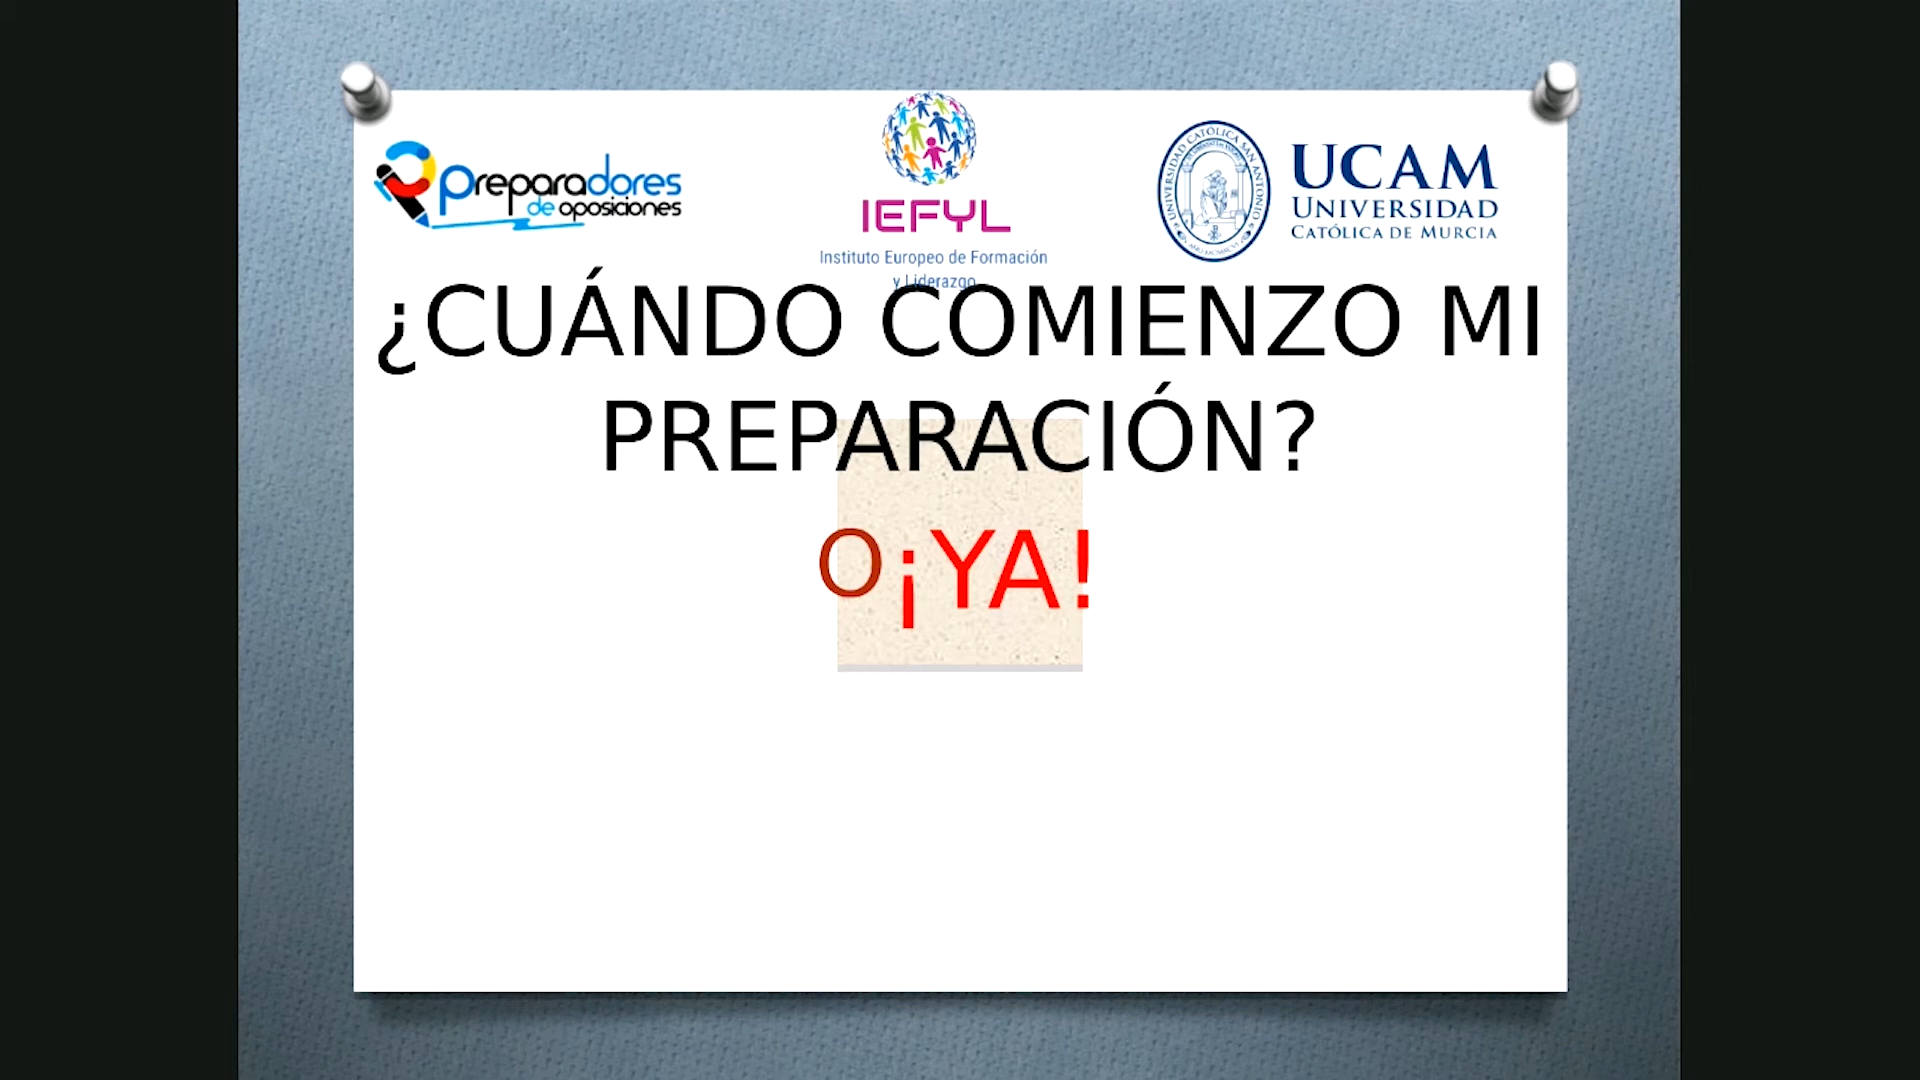 Preparadores
de oposiciones
IEFYL
Instituto Europeo de Formación
y Liderazgo
UNIVERSIDAD CATÓLICA SAN ANTONIO
UCAM
UNIVERSIDAD
CATÓLICA DE MURCIA
¿CUÁNDO COMIENZO MI
PREPARACIÓN?
O¡YA!